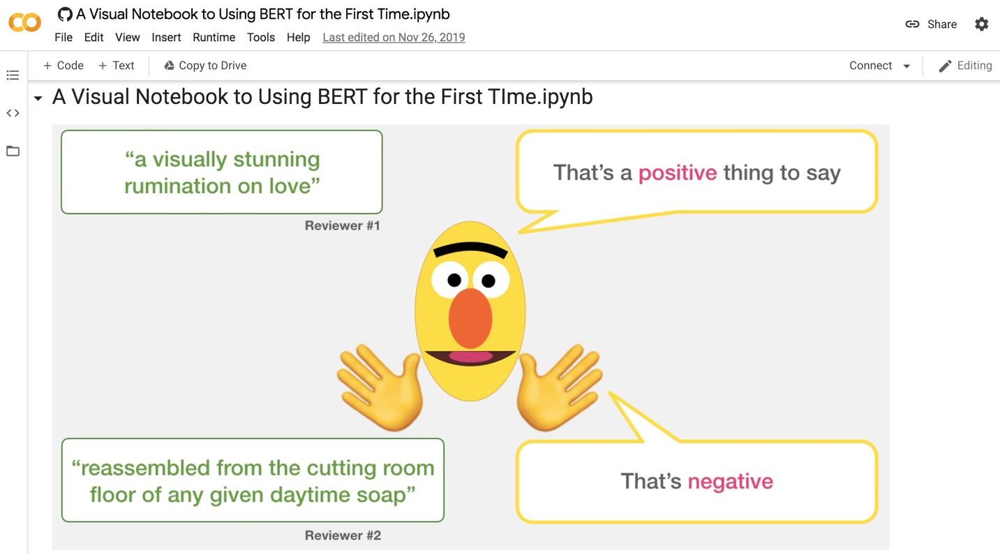 A Visual Notebook to Using BERT for the First Time.ipynb
File Edit View Insert Runtime Tools Help Last edited on Nov 26, 2019
Share
+ Code + Text Copy to Drive
Connect
Editing
A Visual Notebook to Using BERT for the First TIme.ipynb
“a visually stunning
rumination on love”
Reviewer #1
That’s a positive thing to say
“reassembled from the cutting room
floor of any given daytime soap”
Reviewer #2
That’s negative